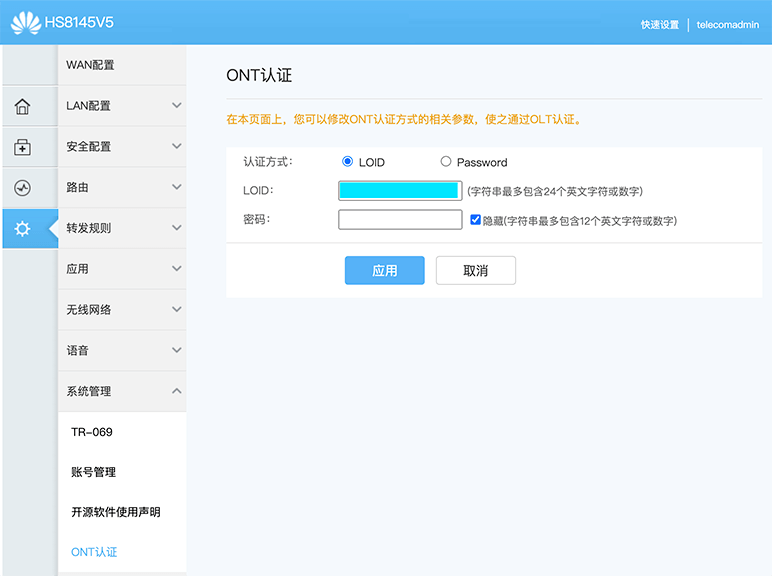 HS8145V5
快速设置 | telecomadmin
WAN配置
LAN配置
安全配置
路由
转发规则
应用
无线网络
语音
系统管理
TR-069
账号管理
开源软件使用声明
ONT认证
ONT认证
在本页面上，您可以修改ONT认证方式的相关参数，使之通过OLT认证。
认证方式： LOID Password
LOID： (字符串最多包含24个英文字符或数字)
密码： 隐藏(字符串最多包含12个英文字符或数字)
应用 取消